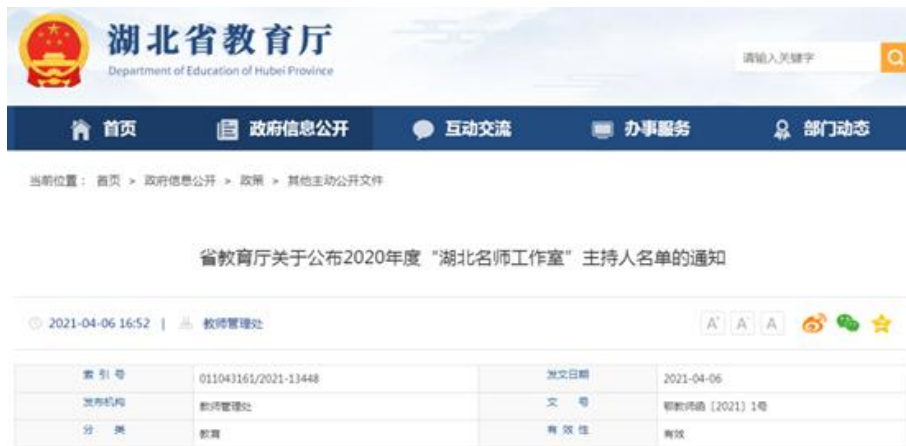 湖北省教育厅
Department of Education of Hubei Province
请输入关键字
首页 政府信息公开 互动交流 办事服务 部门动态
当前位置： 首页 > 政府信息公开 > 政策 > 其他主动公开文件
省教育厅关于公布2020年度“湖北名师工作室”主持人名单的通知
2021-04-06 16:52 | 教师管理处
A+ A- A
索引号 011043161/2021-13448 发文日期 2021-04-06
发布机构 教师管理处 文 号 鄂教师函〔2021〕1号
分 类 教育 有效性 有效